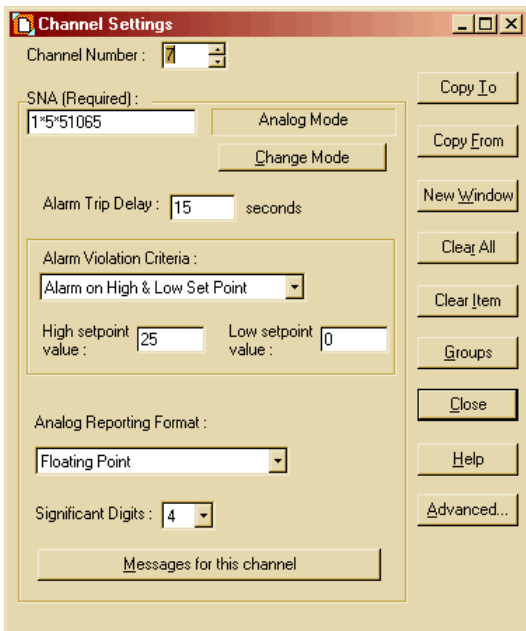 Channel Settings
Channel Number : 7
SNA (Required) :
1*5*51065
Analog Mode
Change Mode
Alarm Trip Delay : 15 seconds
Alarm Violation Criteria :
Alarm on High & Low Set Point
High setpoint value : 25
Low setpoint value : 0
Analog Reporting Format :
Floating Point
Significant Digits : 4
Messages for this channel
Copy To
Copy From
New Window
Clear All
Clear Item
Groups
Close
Help
Advanced...